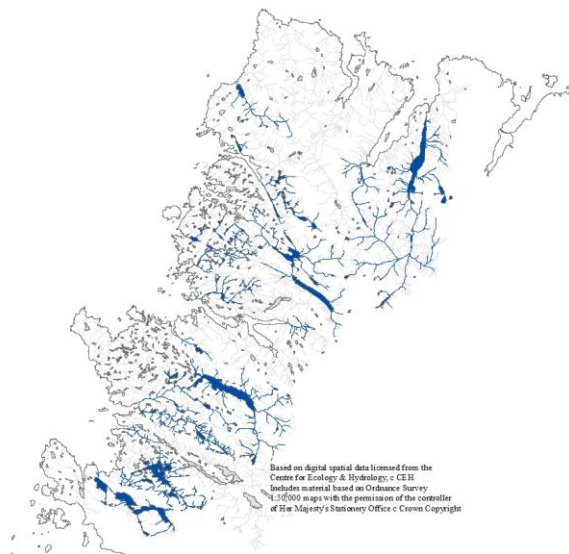 Based on digital spatial data licensed from the
Centre for Ecology & Hydrology, c CEH
Includes material based on Ordnance Survey
1:50,000 maps with the permission of the controller
of Her Majesty's Stationery Office c Crown Copyright